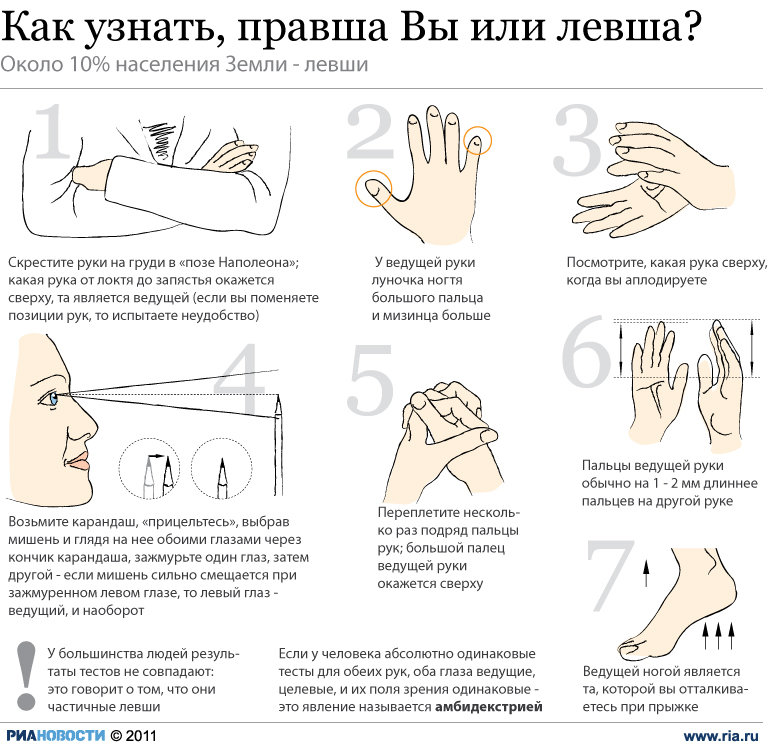 Как узнать, правша Вы или левша?
Около 10% населения Земли - левши
1
Скрестите руки на груди в «позе Наполеона»;
какая рука от локтя до запястья окажется
сверху, та является ведущей (если вы поменяете
позиции рук, то испытаете неудобство)
2
У ведущей руки
луночка ногтя
большого пальца
и мизинца больше
3
Посмотрите, какая рука сверху,
когда вы аплодируете
4
Возьмите карандаш, «прицельтесь», выбрав
мишень и глядя на нее обоими глазами через
кончик карандаша, зажмурьте один глаз, затем
другой - если мишень сильно смещается при
зажмуренном левом глазе, то левый глаз -
ведущий, и наоборот
5
Переплетите несколь-
ко раз подряд пальцы
рук; большой палец
ведущей руки
окажется сверху
6
Пальцы ведущей руки
обычно на 1 - 2 мм длиннее
пальцев на другой руке
7
Ведущей ногой является
та, которой вы отталкива-
етесь при прыжке
!
У большинства людей резуль-
таты тестов не совпадают:
это говорит о том, что они
частичные левши
Если у человека абсолютно одинаковые
тесты для обеих рук, оба глаза ведущие,
целевые, и их поля зрения одинаковые -
это явление называется амбидекстрией
РИАНОВОСТИ © 2011
www.ria.ru